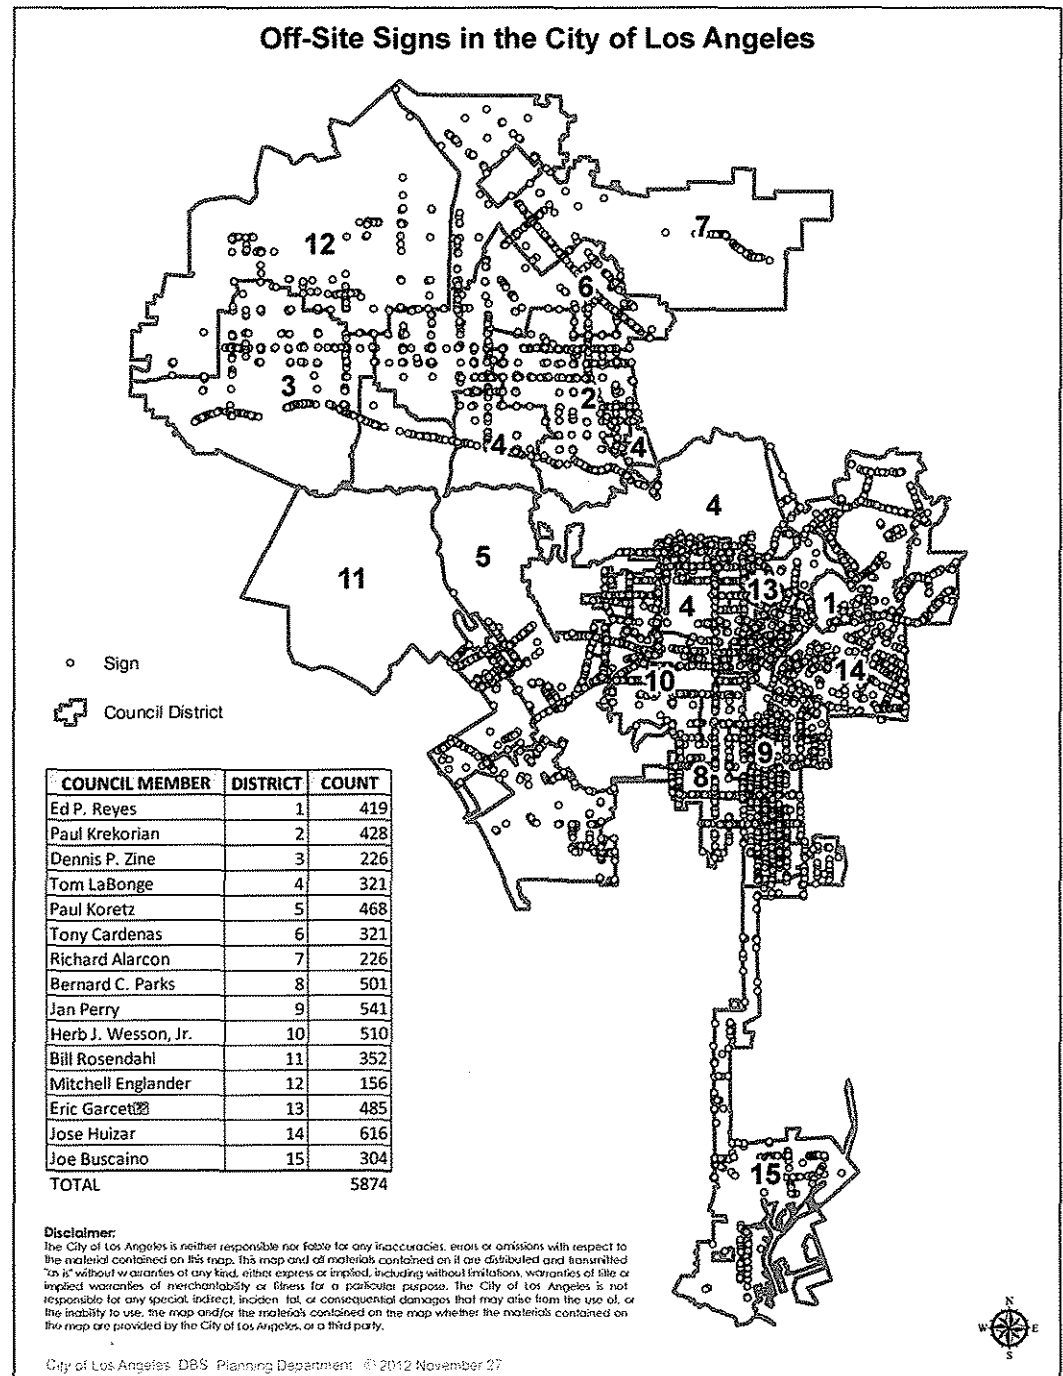 Off-Site Signs in the City of Los Angeles
7
12
6
3
2
4
4
4
5
11
13
4
1
10
14
9
8
15
Sign
Council District
COUNCIL MEMBER DISTRICT COUNT
Ed P. Reyes 1 419
Paul Krekorian 2 428
Dennis P. Zine 3 226
Tom LaBonge 4 321
Paul Koretz 5 468
Tony Cardenas 6 321
Richard Alarcon 7 226
Bernard C. Parks 8 501
Jan Perry 9 541
Herb J. Wesson, Jr. 10 510
Bill Rosendahl 11 352
Mitchell Englander 12 156
Eric 13 485
Jose Huizar 14 616
Joe Buscaino 15 304
TOTAL 5874
Disclaimer:
The City of Los Angeles is neither responsible nor liable for any inaccuracies, errors or omissions with respect to
the material contained on this map. This map and all materials contained on it are distributed and transmitted
"as is" without warranties of any kind, either express or implied, including without limitations, warranties of title or
implied warranties of merchantability or fitness for a particular purpose. The City of Los Angeles is not
responsible for any special, indirect, incidental, or consequential damages that may arise from the use of, or
the inability to use, the map and/or the materials contained on the map whether the materials contained on
the map are provided by the City of Los Angeles, or a third party.
City of Los Angeles DBS Planning Department © 2012 November 27
N
W E
S